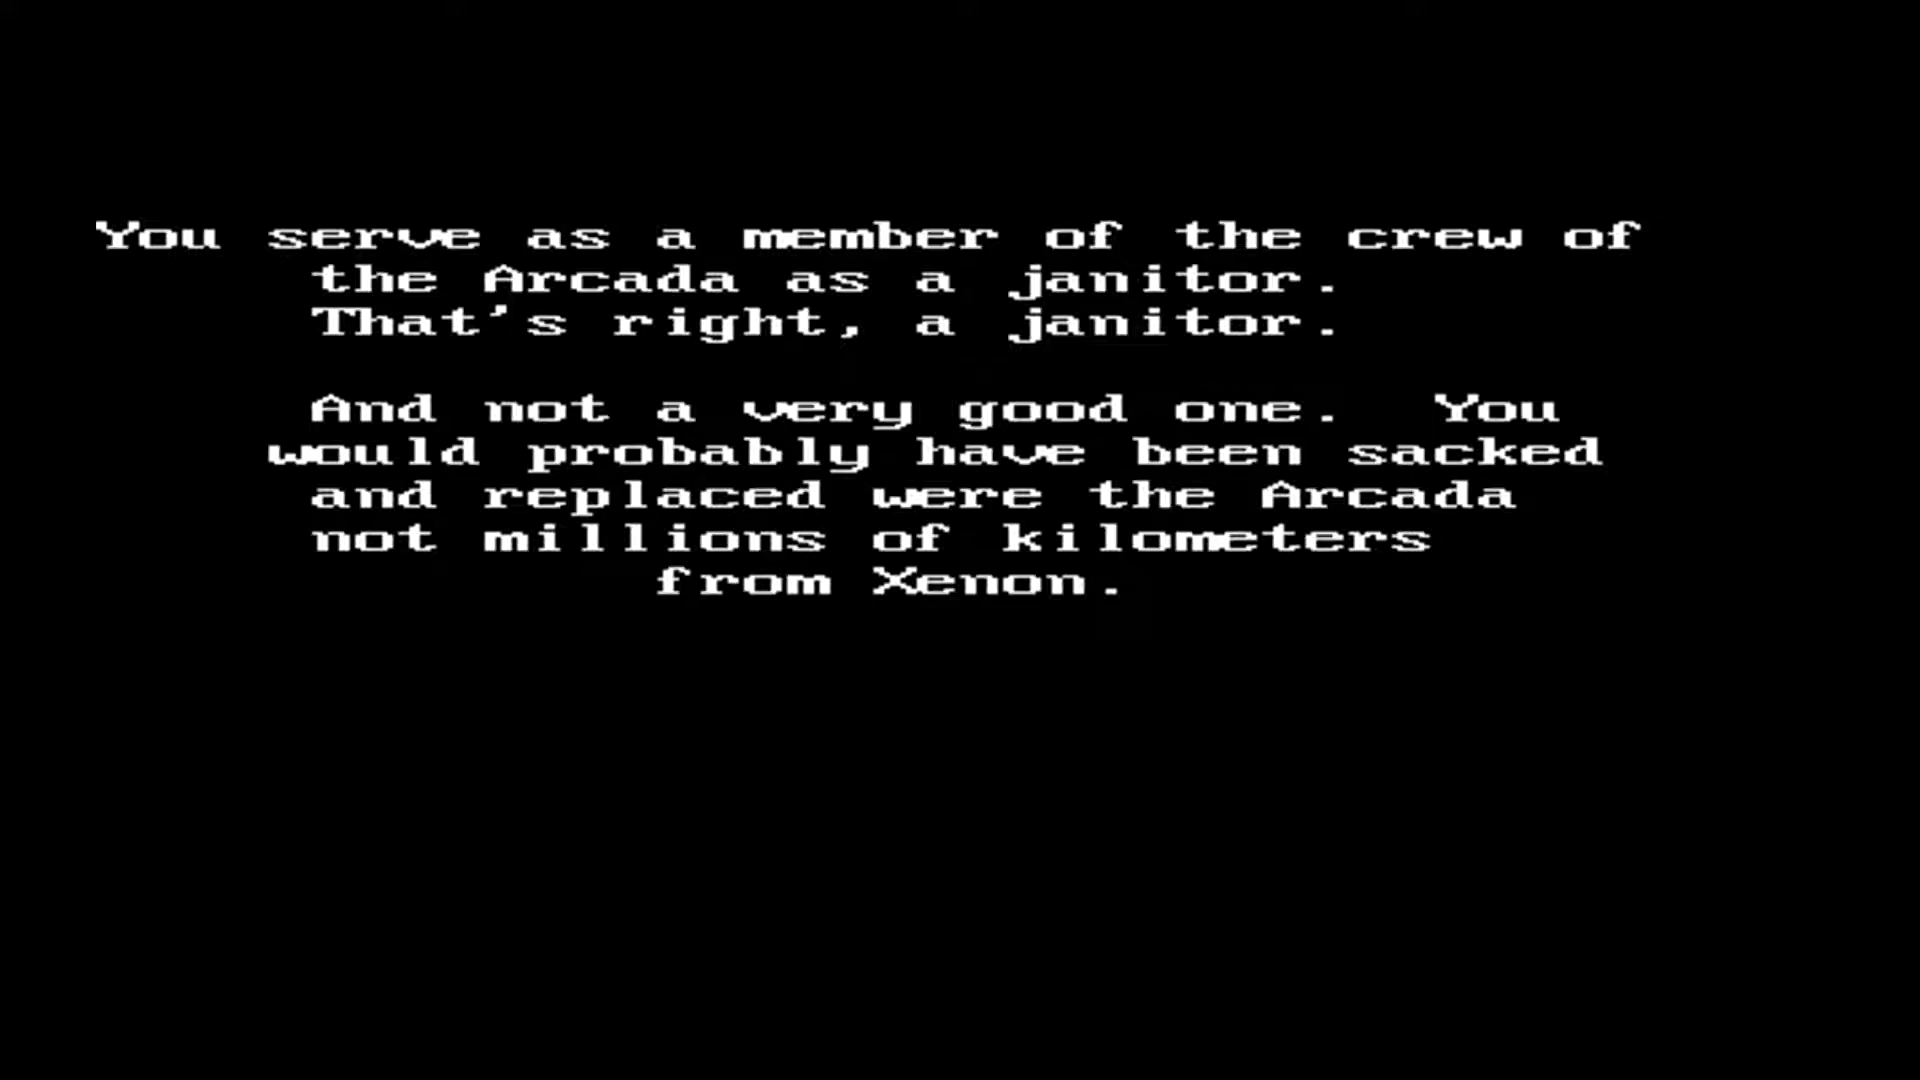 You serve as a member of the crew of
the Arcada as a janitor.
That's right, a janitor.
And not a very good one.  You
would probably have been sacked
and replaced were the Arcada
not millions of kilometers
from Xenon.